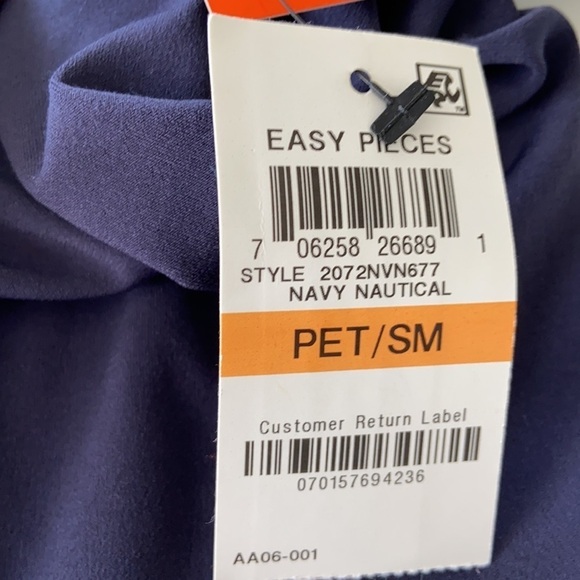 EASY PIECES
7 06258 26689 1
STYLE 2072NVN677
NAVY NAUTICAL
PET/SM
Customer Return Label
070157694236
AA06-001